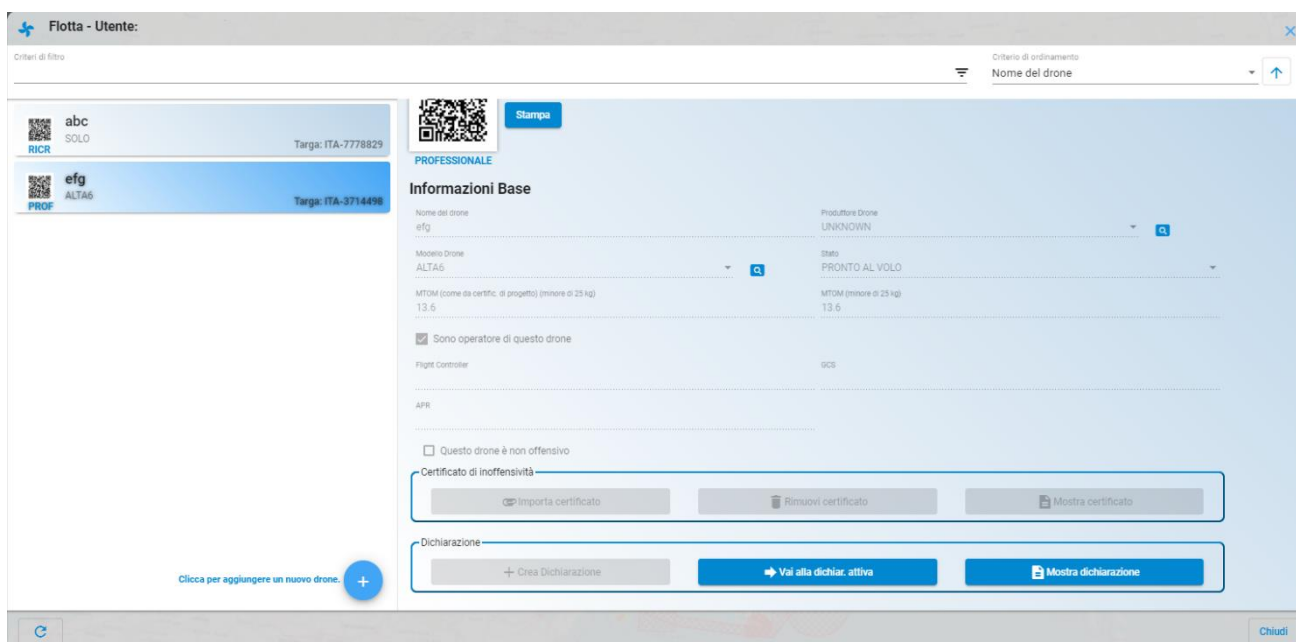 Flotta - Utente:
Criteri di filtro
Criterio di ordinamento
Nome del drone
abc
SOLO
RICR
Targa: ITA-7778829
efg
ALTA6
PROF
Targa: ITA-3714498
Clicca per aggiungere un nuovo drone.
Stampa
PROFESSIONALE
Informazioni Base
Nome del drone
efg
Produttore Drone
UNKNOWN
Modello Drone
ALTA6
Stato
PRONTO AL VOLO
MTOM (come da certific. di progetto) (minore di 25 kg)
13.6
MTOM (minore di 25 kg)
13.6
Sono operatore di questo drone
Flight Controller
GCS
APR
Questo drone è non offensivo
Certificato di inoffensività
Importa certificato
Rimuovi certificato
Mostra certificato
Dichiarazione
Crea Dichiarazione
Vai alla dichiar. attiva
Mostra dichiarazione
Chiudi